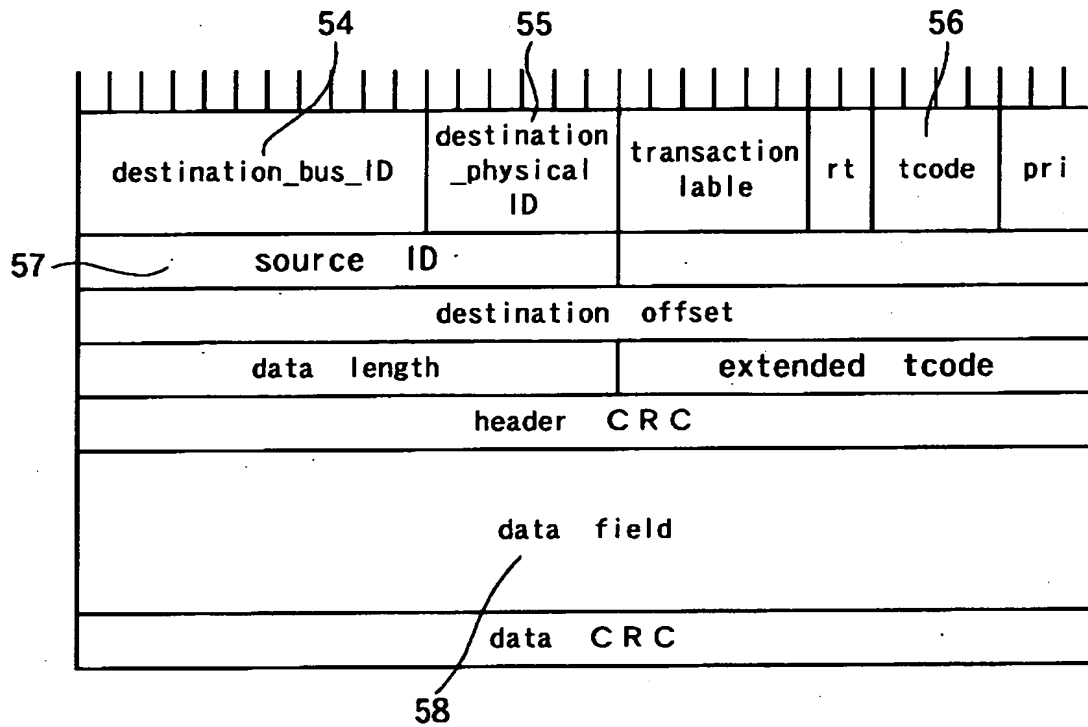 54
55
56
destination_bus_ID
destination
_physical
ID
transaction
lable
rt
tcode
pri
57
source ID
destination offset
data length
extended tcode
header CRC
data field
data CRC
58